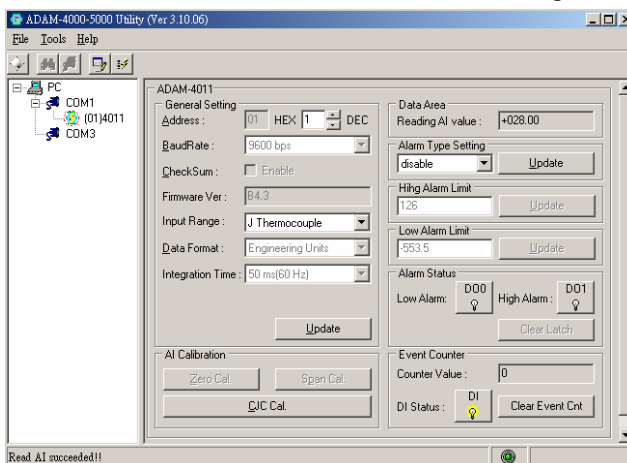 ADAM-4000-5000 Utility (Ver 3.10.06)
File Tools Help
PC
COM1
(01)4011
COM3
ADAM-4011
General Setting
Address : 01 HEX 1 DEC
BaudRate : 9600 bps
CheckSum : Enable
Firmware Ver : B4.3
Input Range : J Thermocouple
Data Format : Engineering Units
Integration Time : 50 ms(60 Hz)
Update
AI Calibration
Zero Cal. Span Cal.
CJC Cal.
Data Area
Reading AI value : +028.00
Alarm Type Setting
disable Update
Hihg Alarm Limit
126 Update
Low Alarm Limit
-553.5 Update
Alarm Status
Low Alarm: DO0 High Alarm : DO1
Clear Latch
Event Counter
Counter Value : 0
DI Status : DI Clear Event Cnt
Read AI succeeded!!